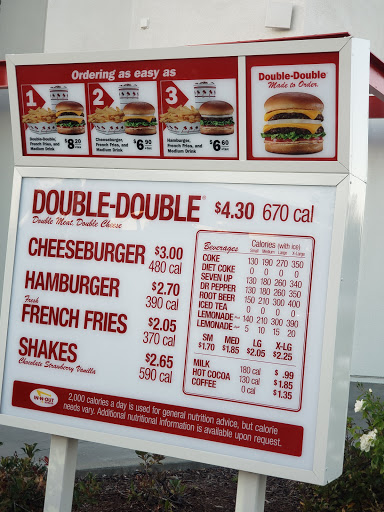 Ordering as easy as
1
2
3
Double-Double,
French Fries, and
Medium Drink
$8.20
Cheeseburger,
French Fries, and
Medium Drink
$6.90
Hamburger,
French Fries, and
Medium Drink
$6.60
Double-Double
Made to Order.
DOUBLE-DOUBLE® $4.30 670 cal
Double Meat, Double Cheese
CHEESEBURGER $3.00
480 cal
HAMBURGER $2.70
390 cal
Fresh
FRENCH FRIES $2.05
370 cal
SHAKES $2.65
Chocolate Strawberry Vanilla 590 cal
Beverages Calories (with ice)
Small Medium Large X-Large
COKE 130 190 270 350
DIET COKE 0 0 0 0
SEVEN UP 130 180 260 340
DR PEPPER 130 180 260 350
ROOT BEER 150 210 300 400
ICED TEA 0 0 0 0
LEMONADE 140 210 300 390
LEMONADE 5 10 15 20
SM MED LG X-LG
$1.70 $1.85 $2.05 $2.25
MILK 180 cal $ .99
HOT COCOA 130 cal $1.85
COFFEE 0 cal $1.35
IN-N-OUT
2,000 calories a day is used for general nutrition advice, but calorie
needs vary. Additional nutritional information is available upon request.